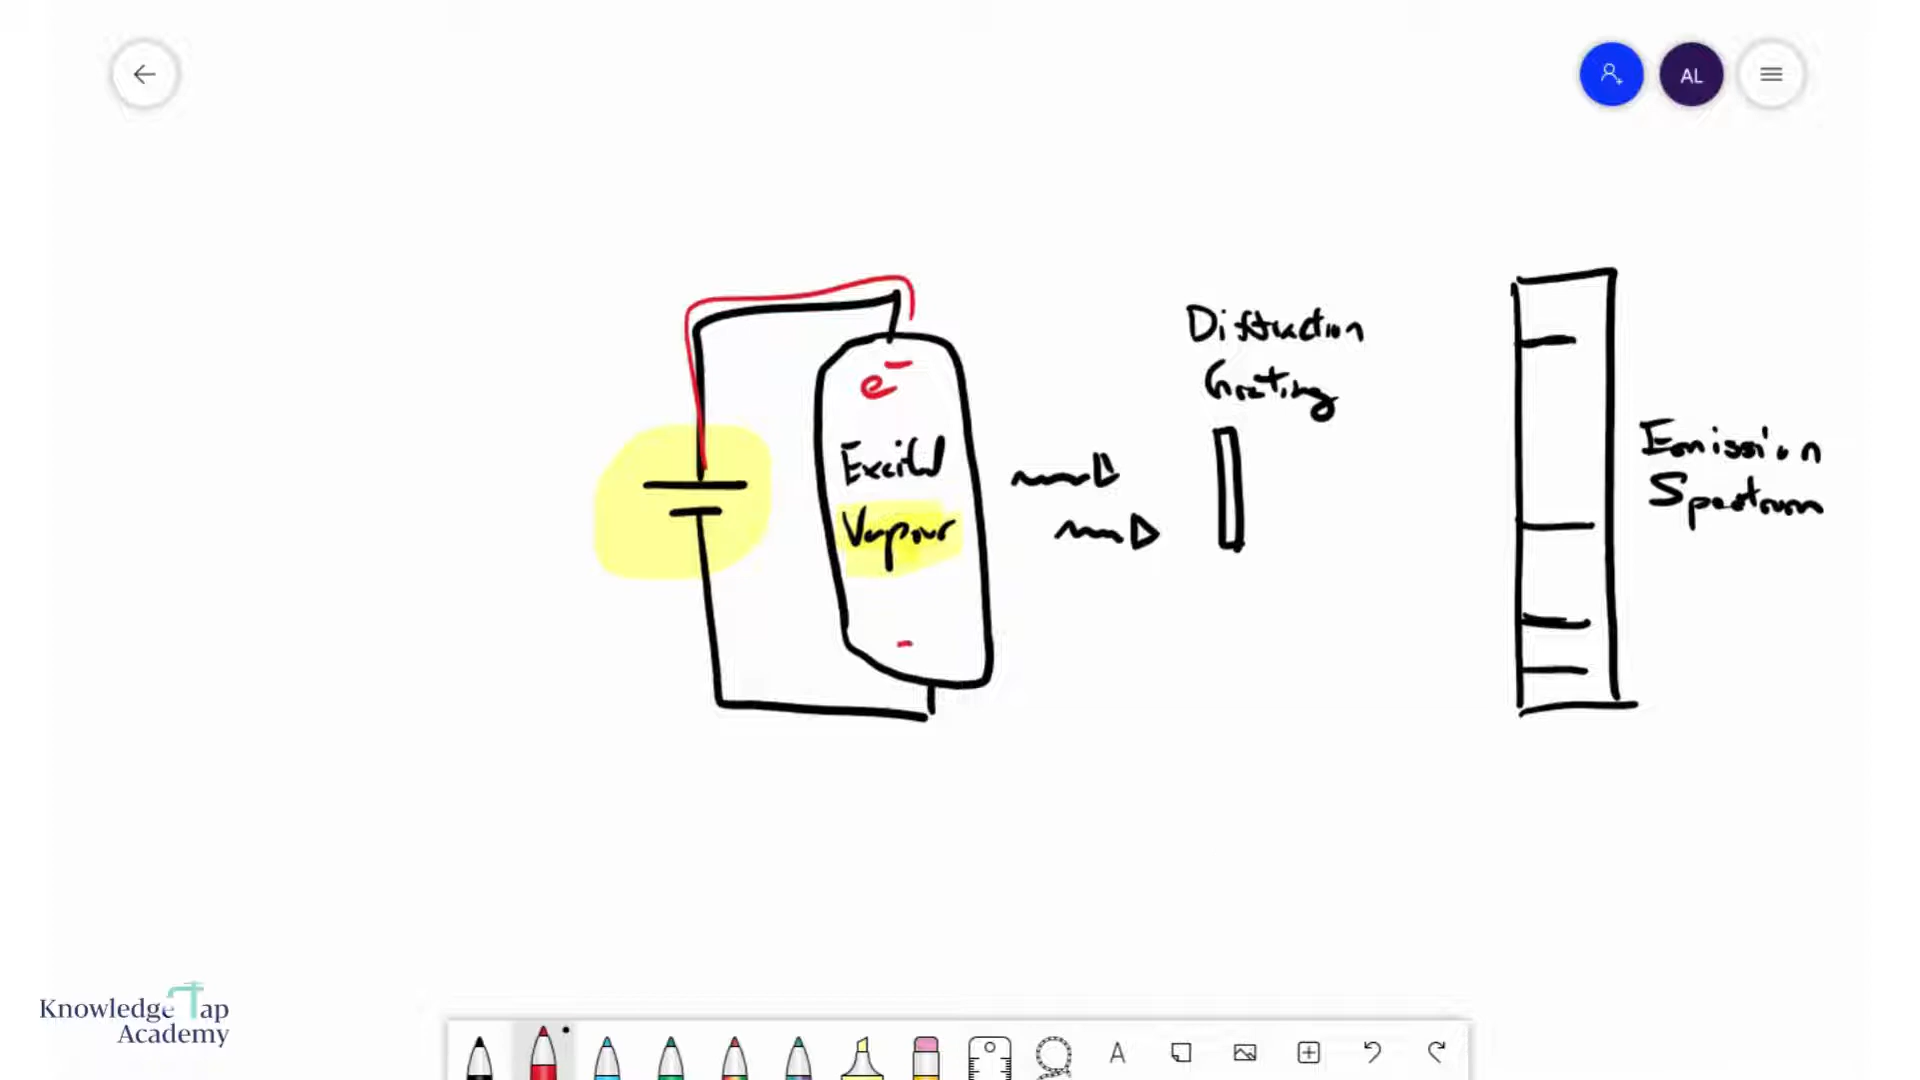 AL
e-
Excited
Vapour
-
Diffraction
Grating
Emission
Spectrum
Knowledge Tap
Academy
A